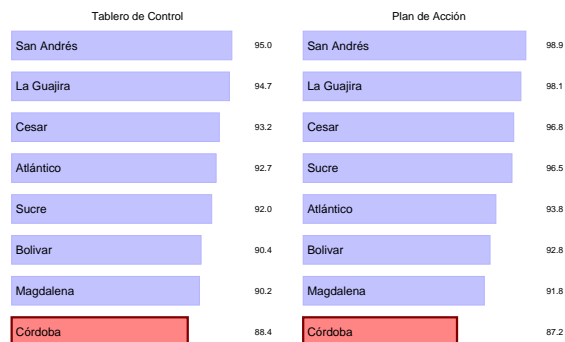 Tablero de Control
San Andrés 95.0
La Guajira 94.7
Cesar 93.2
Atlántico 92.7
Sucre 92.0
Bolivar 90.4
Magdalena 90.2
Córdoba 88.4
Plan de Acción
San Andrés 98.9
La Guajira 98.1
Cesar 96.8
Sucre 96.5
Atlántico 93.8
Bolivar 92.8
Magdalena 91.8
Córdoba 87.2